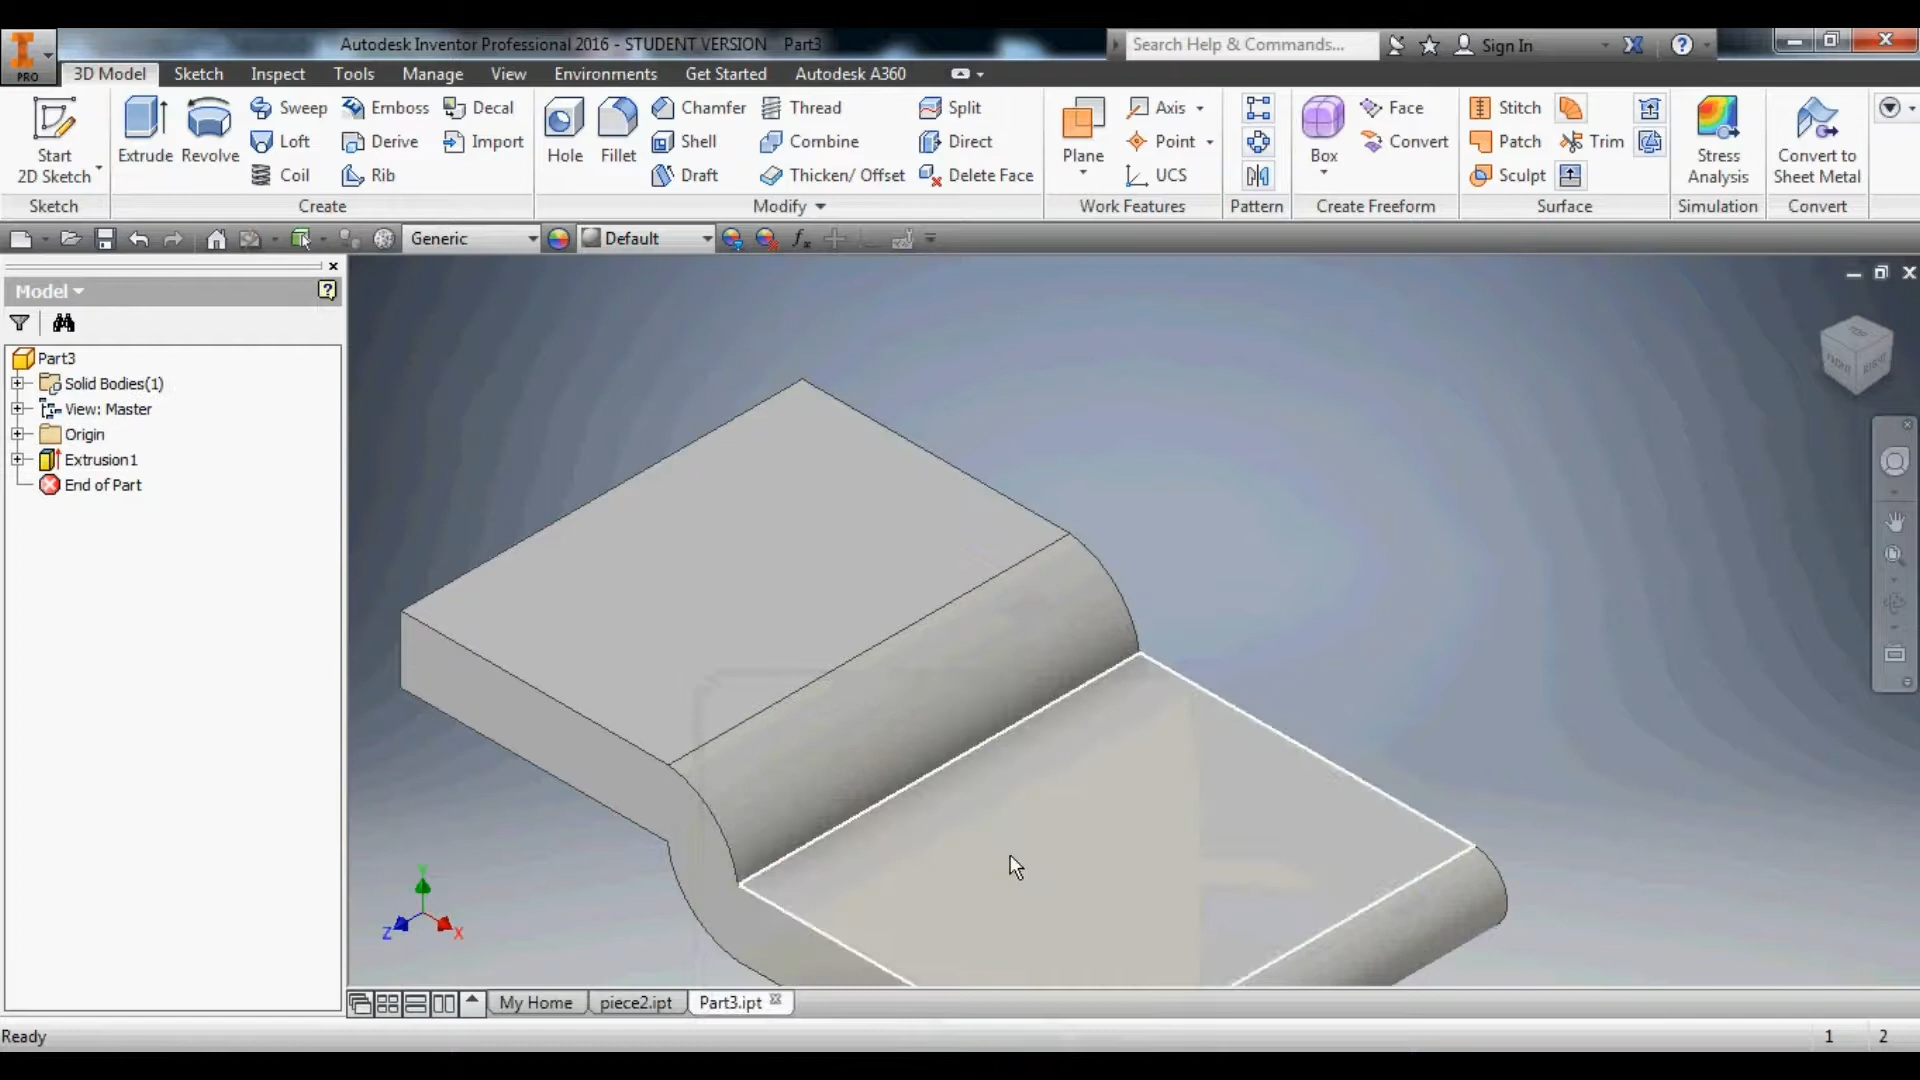 Autodesk Inventor Professional 2016 - STUDENT VERSION Part3
Search Help & Commands...
Sign In
PRO
3D Model Sketch Inspect Tools Manage View Environments Get Started Autodesk A360
Start
2D Sketch
Extrude
Revolve
Sweep
Loft
Coil
Emboss
Derive
Rib
Decal
Import
Hole
Fillet
Chamfer
Shell
Draft
Thread
Combine
Thicken/ Offset
Split
Direct
Delete Face
Plane
Axis
Point
UCS
Box
Face
Convert
Stitch
Patch
Sculpt
Trim
Stress
Analysis
Convert to
Sheet Metal
Sketch Create Modify Work Features Pattern Create Freeform Surface Simulation Convert
Generic Default fx
Model
Part3
Solid Bodies(1)
View: Master
Origin
Extrusion1
End of Part
TOP
FRONT RIGHT
Y
Z X
My Home piece2.ipt Part3.ipt
Ready 1 2